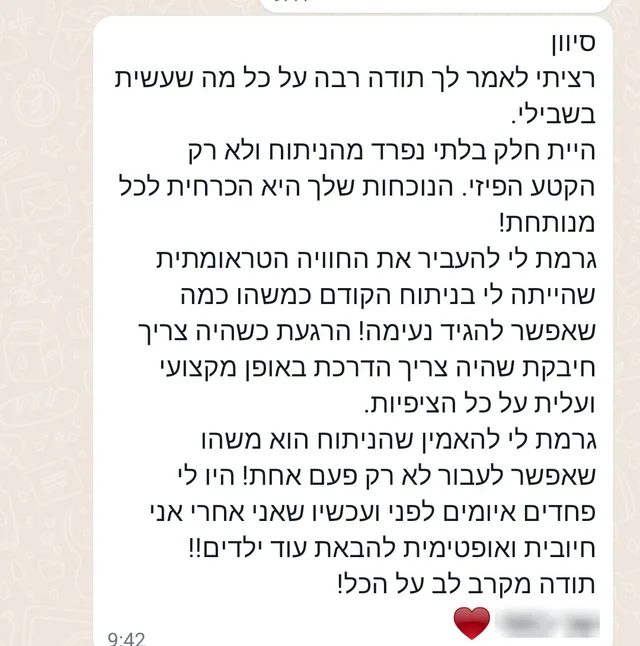 סיוון
רציתי לאמר לך תודה רבה על כל מה שעשית
בשבילי.
היית חלק בלתי נפרד מהניתוח ולא רק
הקטע הפיזי. הנוכחות שלך היא הכרחית לכל
מנותחת!
גרמת לי להעביר את החוויה הטראומתית
שהייתה לי בניתוח הקודם כמשהו כמה
שאפשר להגיד נעימה! הרגעת כשהיה צריך
חיבקת שהיה צריך הדרכת באופן מקצועי
ועלית על כל הציפיות.
גרמת לי להאמין שהניתוח הוא משהו
שאפשר לעבור לא רק פעם אחת! היו לי
פחדים איומים לפני ועכשיו שאני אחרי אני
חיובית ואופטימית להבאת עוד ילדים!!
תודה מקרב לב על הכל!
❤️
9:42